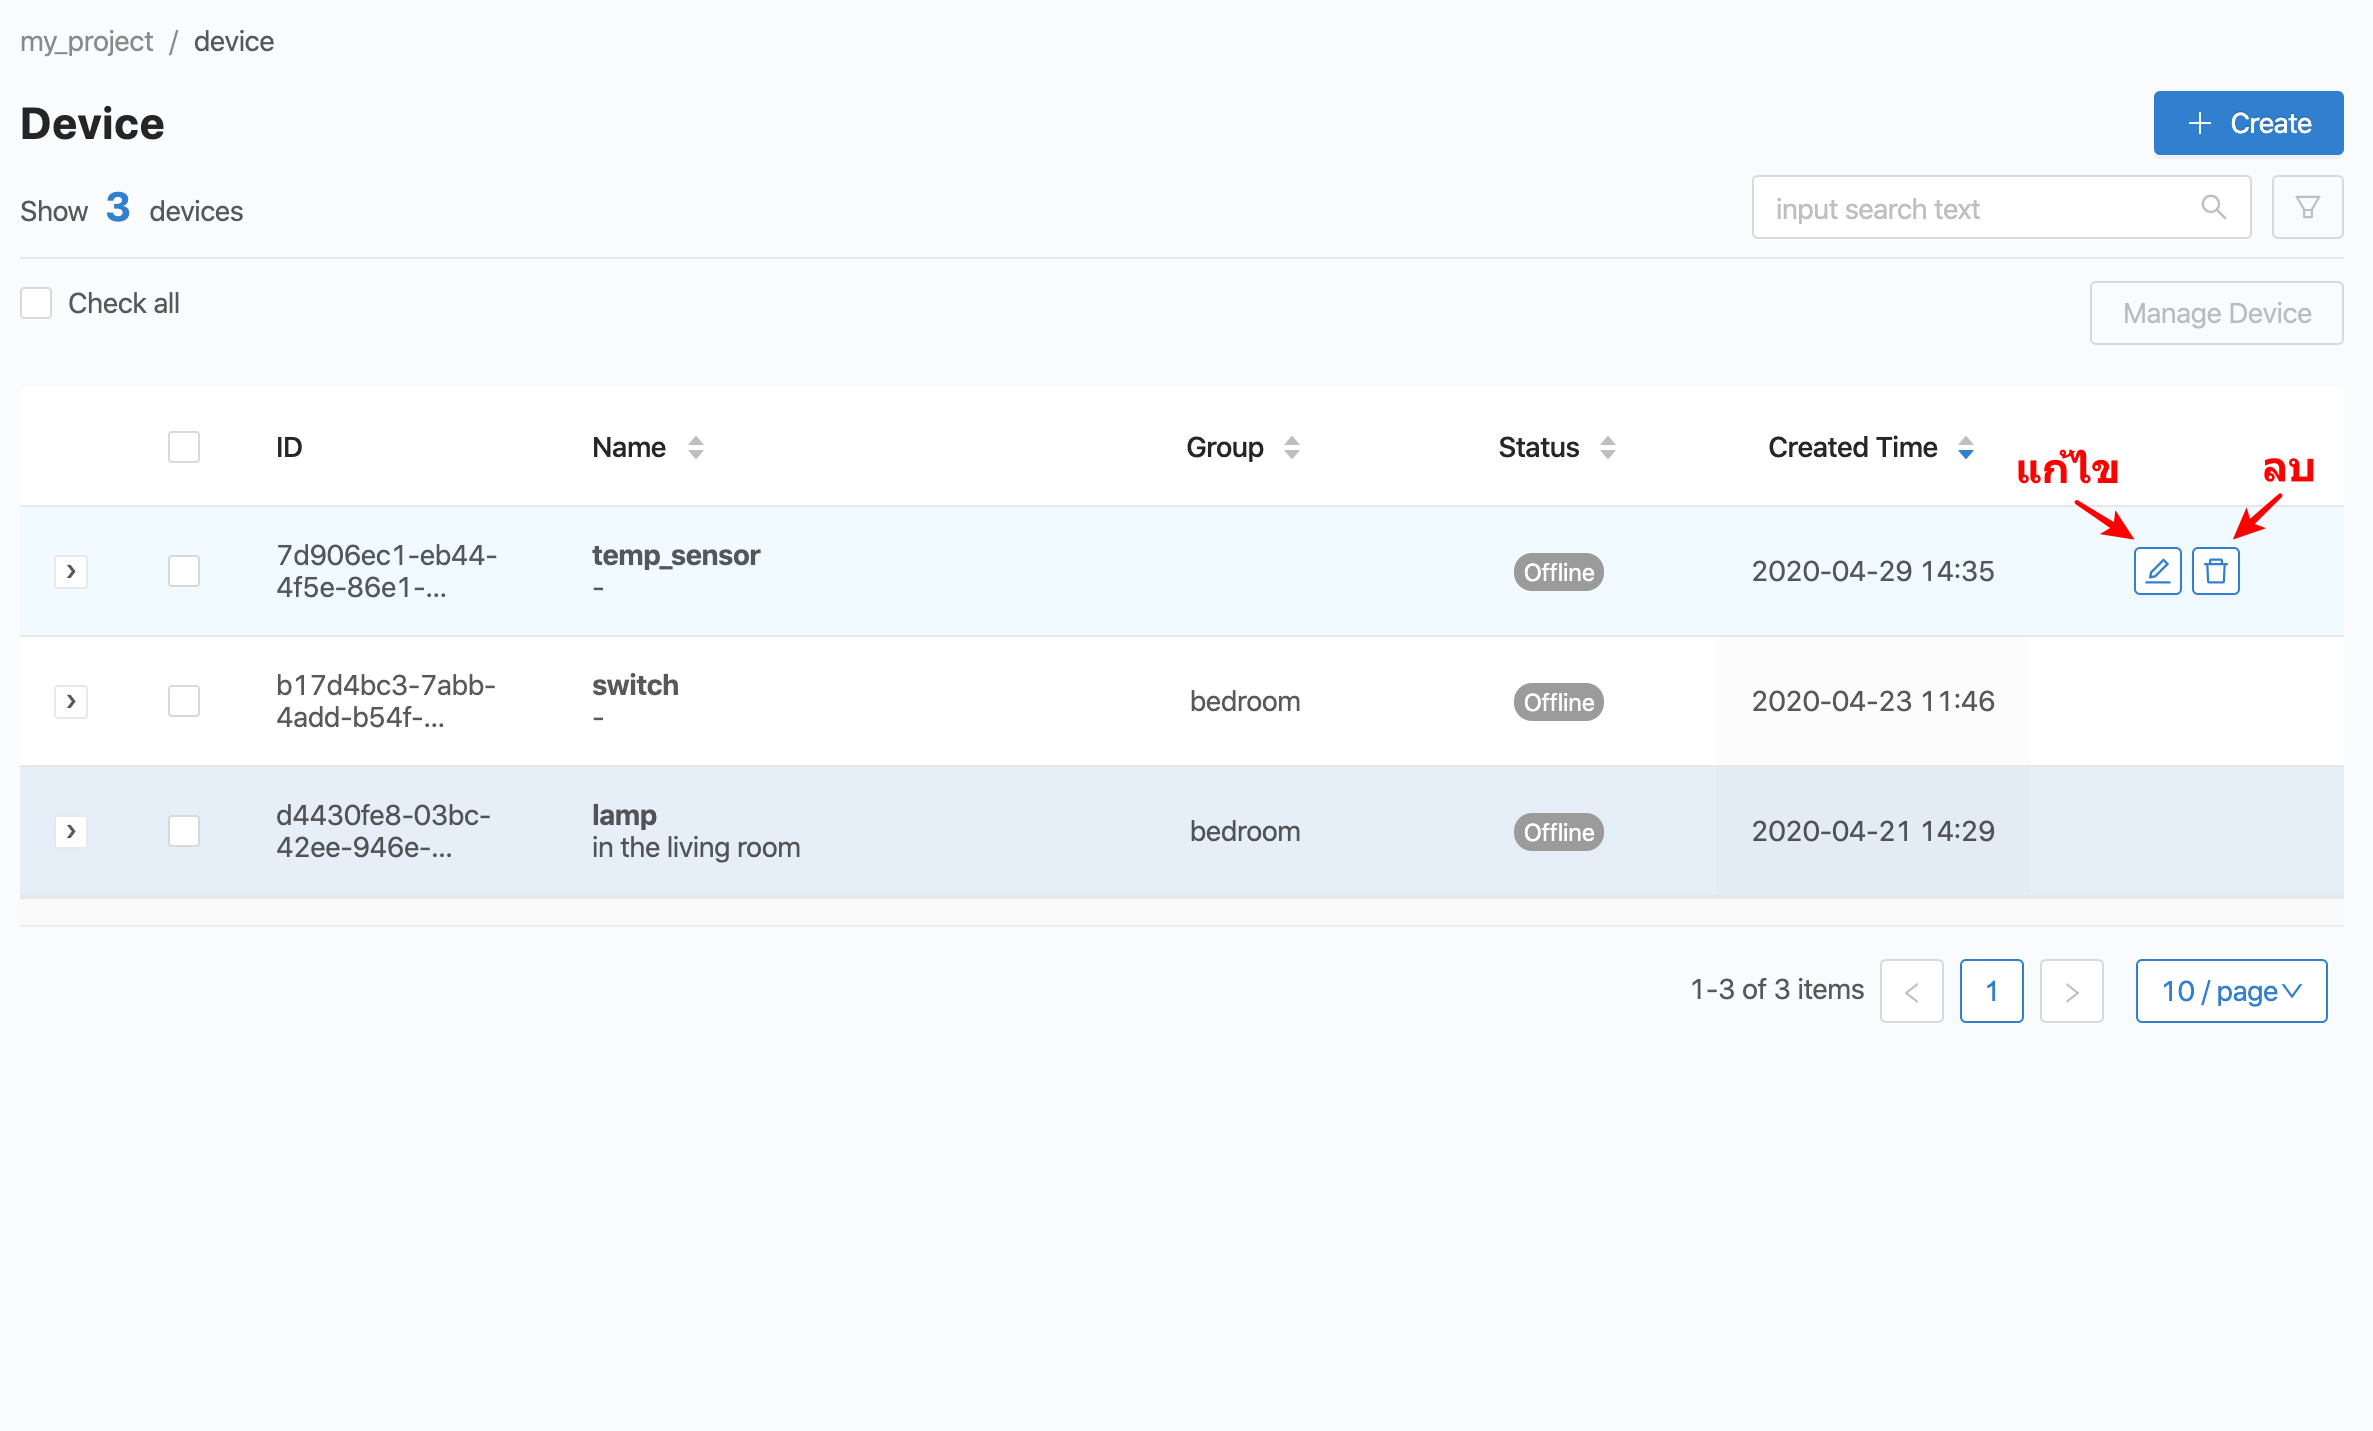 my_project / device
Device
+ Create
Show 3 devices
input search text
Check all
Manage Device
ID Name Group Status Created Time
แก้ไข ลบ
7d906ec1-eb44-
4f5e-86e1-...
temp_sensor
-
Offline
2020-04-29 14:35
b17d4bc3-7abb-
4add-b54f-...
switch
-
bedroom
Offline
2020-04-23 11:46
d4430fe8-03bc-
42ee-946e-...
lamp
in the living room
bedroom
Offline
2020-04-21 14:29
1-3 of 3 items < 1 > 10 / page